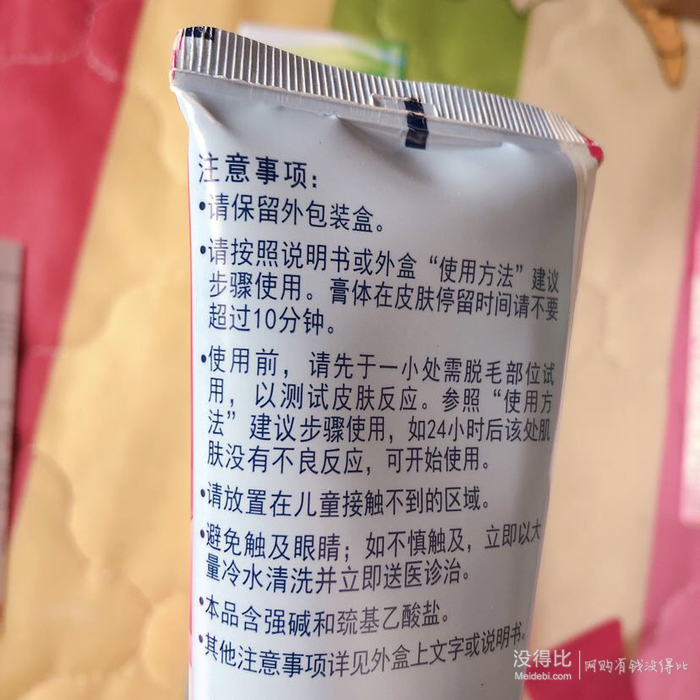 注意事项：
•请保留外包装盒。
•请按照说明书或外盒“使用方法”建议
步骤使用。膏体在皮肤停留时间请不要
超过10分钟。
•使用前，请先于一小处需脱毛部位试
用，以测试皮肤反应。参照“使用方
法”建议步骤使用，如24小时后该处肌
肤没有不良反应，可开始使用。
•请放置在儿童接触不到的区域。
•避免触及眼睛；如不慎触及，立即以大
量冷水清洗并立即送医诊治。
•本品含强碱和巯基乙酸盐。
•其他注意事项详见外盒上文字或说明书。
没得比
Meidebi.com
网购有钱没得比